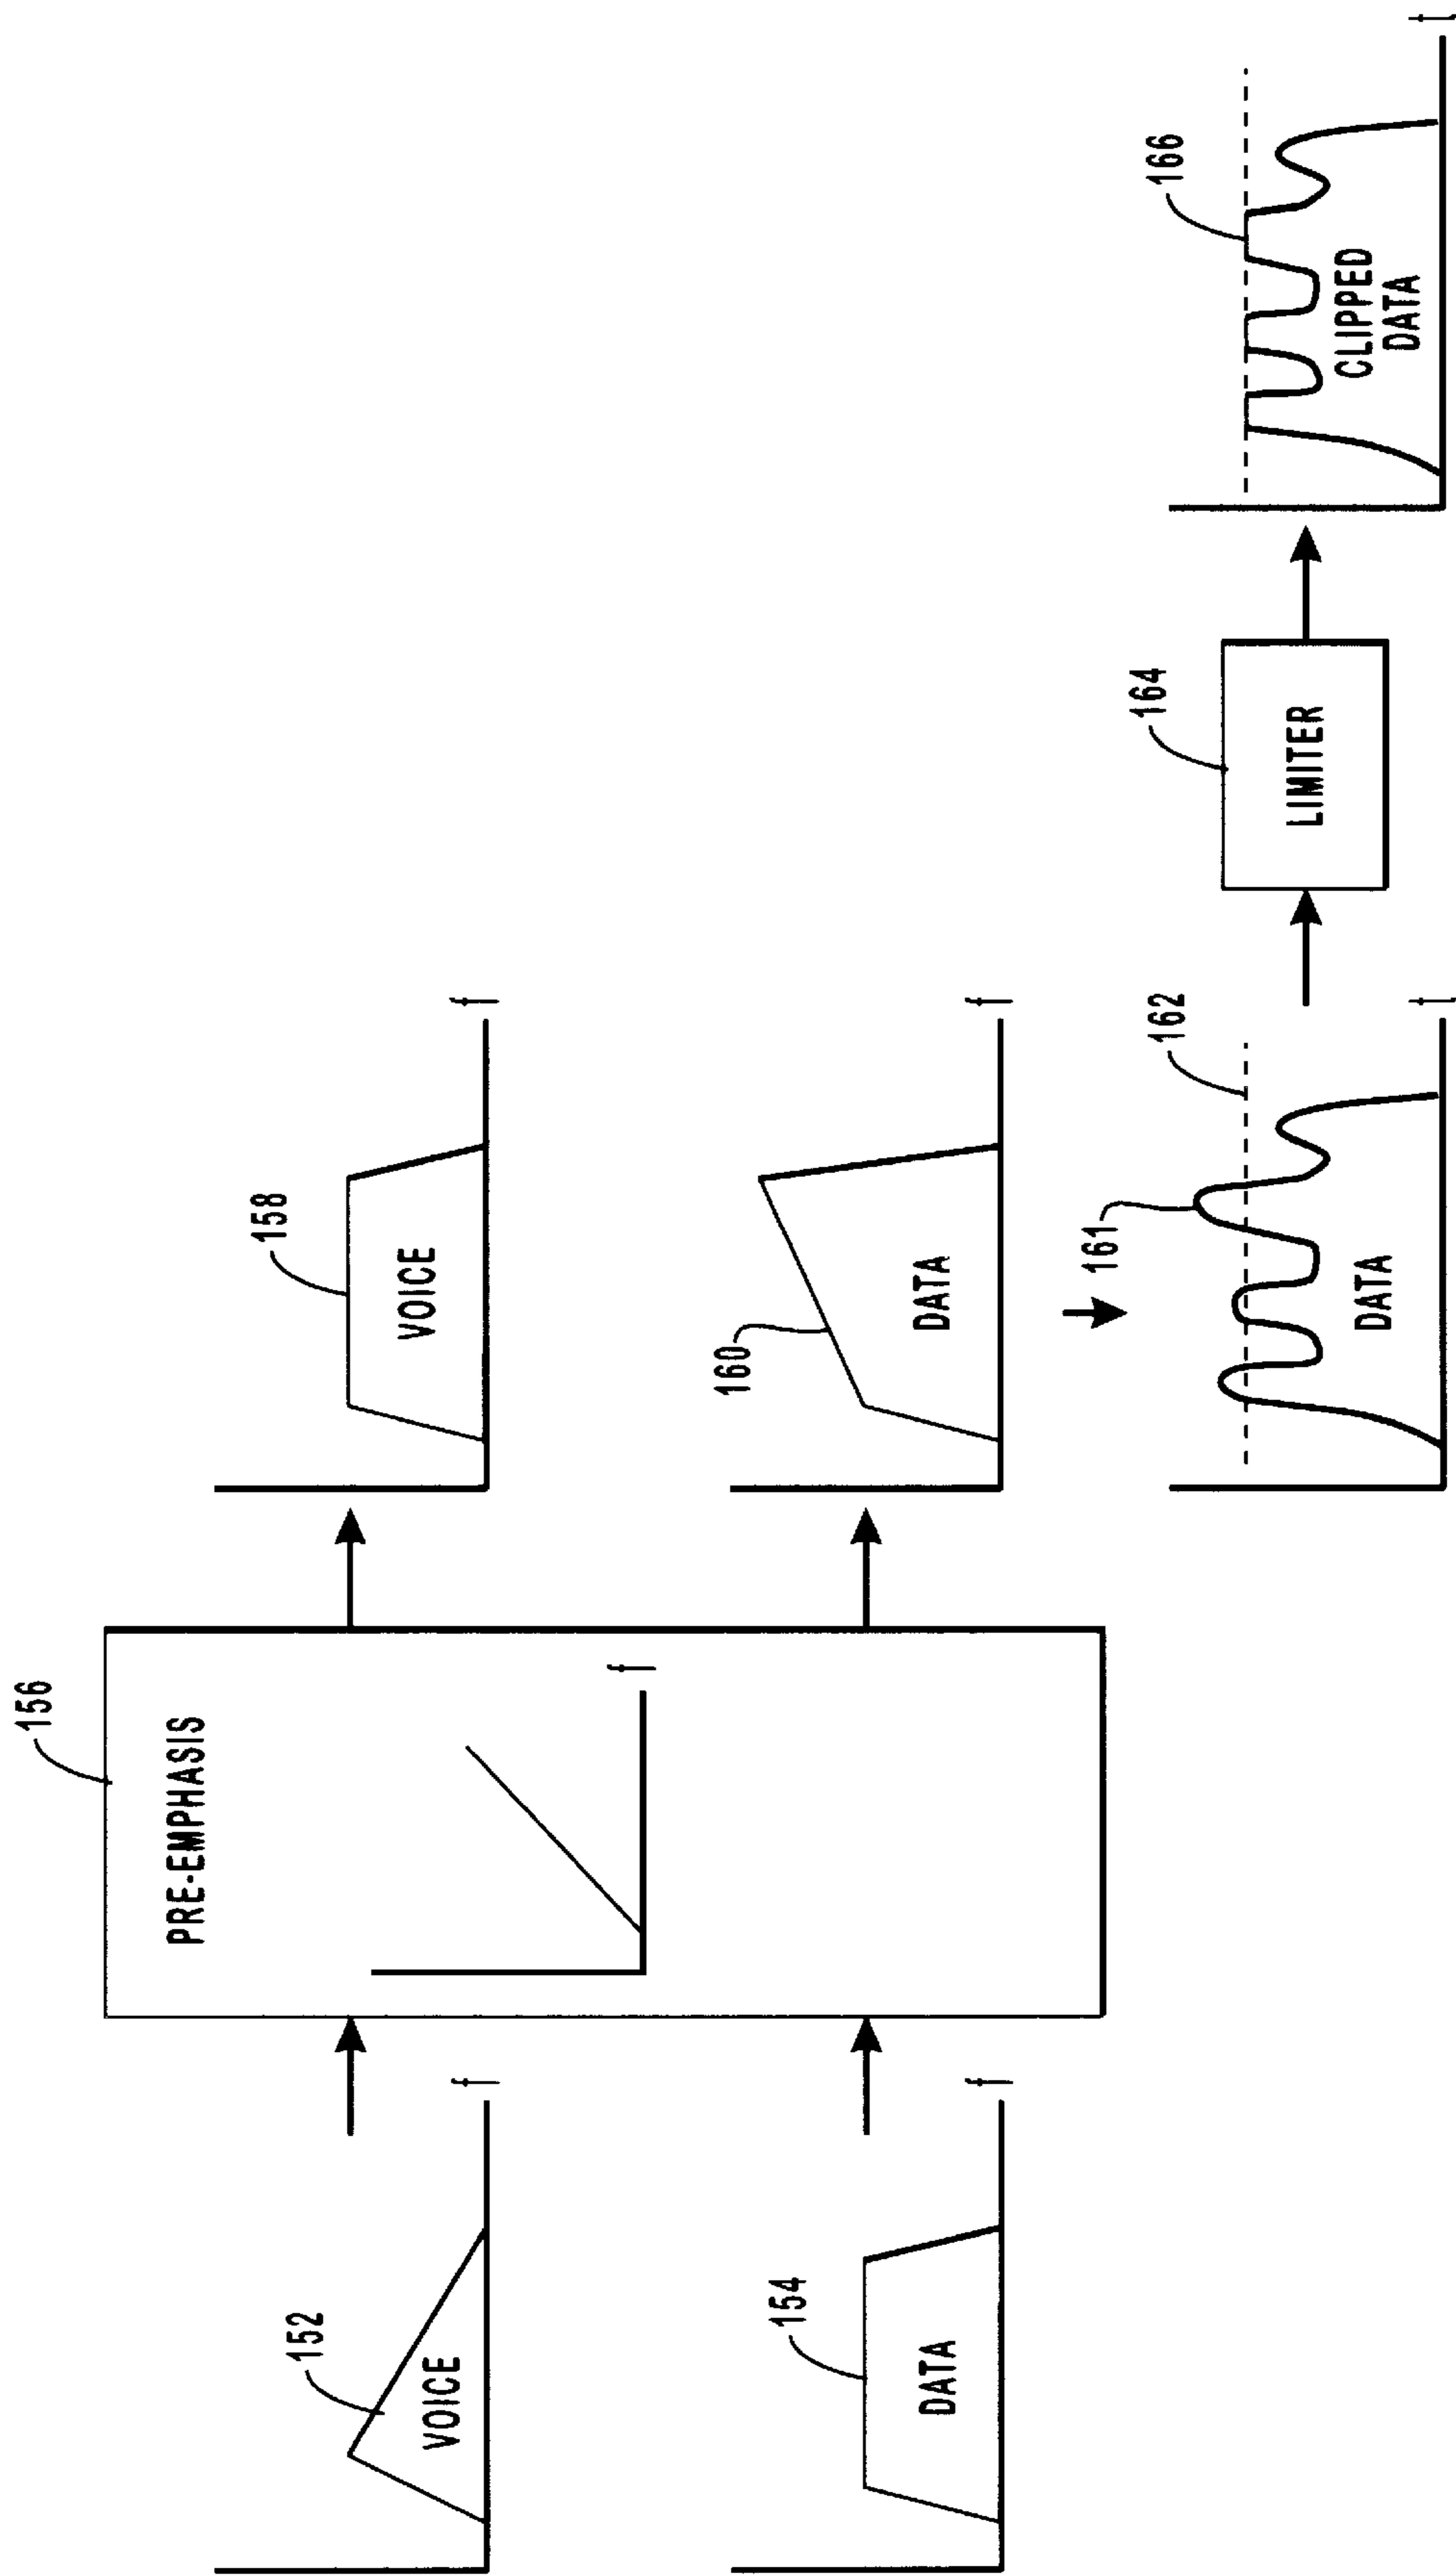 156
PRE-EMPHASIS
f
152
VOICE
f
158
VOICE
f
154
DATA
f
160
DATA
f
161
162
DATA
f
164
LIMITER
166
CLIPPED
DATA
f